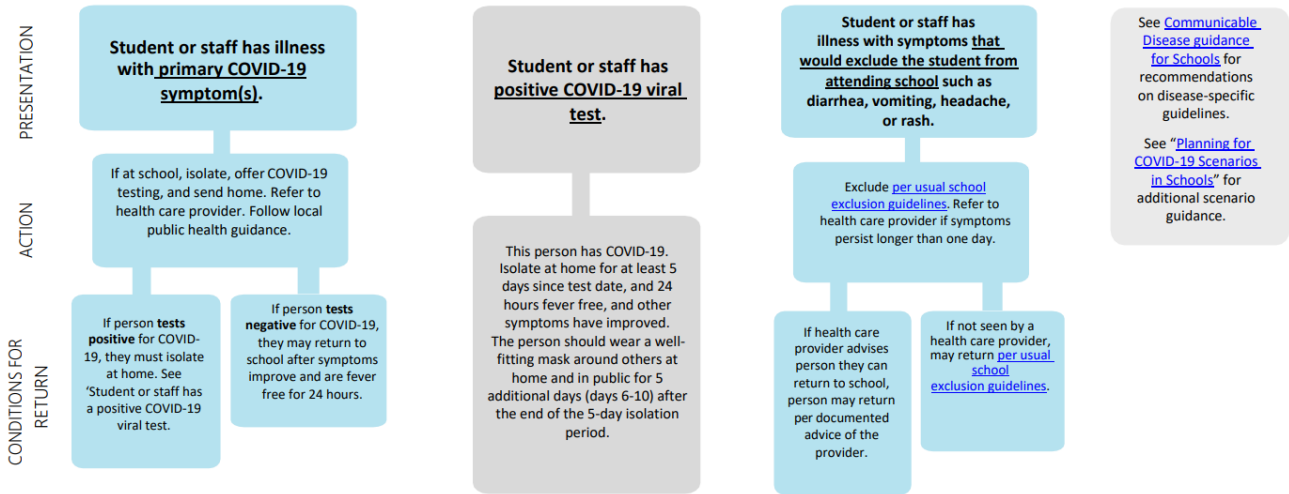 PRESENTATION
Student or staff has illness
with primary COVID-19
symptom(s).
Student or staff has
positive COVID-19 viral
test.
Student or staff has
illness with symptoms that
would exclude the student from
attending school such as
diarrhea, vomiting, headache,
or rash.
See Communicable
Disease guidance
for Schools for
recommendations
on disease-specific
guidelines.
See “Planning for
COVID-19 Scenarios
in Schools” for
additional scenario
guidance.
ACTION
If at school, isolate, offer COVID-19
testing, and send home. Refer to
health care provider. Follow local
public health guidance.
This person has COVID-19.
Isolate at home for at least 5
days since test date, and 24
hours fever free, and other
symptoms have improved.
The person should wear a well-
fitting mask around others at
home and in public for 5
additional days (days 6-10) after
the end of the 5-day isolation
period.
Exclude per usual school
exclusion guidelines. Refer to
health care provider if symptoms
persist longer than one day.
CONDITIONS FOR
RETURN
If person tests
positive for COVID-
19, they must isolate
at home. See
‘Student or staff has
a positive COVID-19
viral test.
If person tests
negative for COVID-19,
they may return to
school after symptoms
improve and are fever
free for 24 hours.
If health care
provider advises
person they can
return to school,
person may return
per documented
advice of the
provider.
If not seen by a
health care provider,
may return per usual
school
exclusion guidelines.